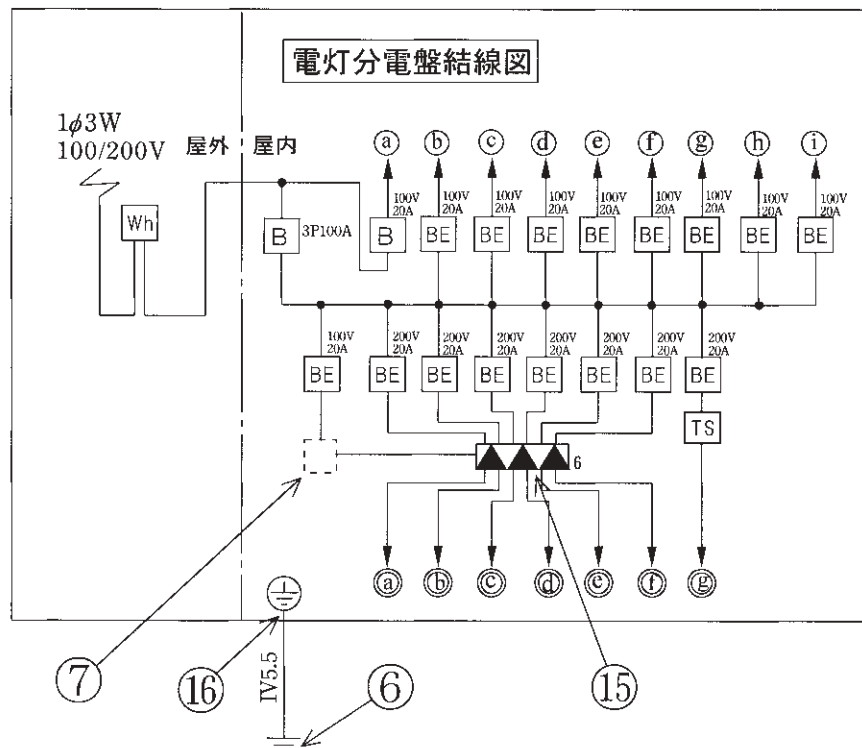 電灯分電盤結線図
1φ3W
100/200V
屋外
屋内
ⓐ ⓑ ⓒ ⓓ ⓔ ⓕ ⓖ ⓗ ⓘ
100V 100V 100V 100V 100V 100V 100V 100V 100V
20A 20A 20A 20A 20A 20A 20A 20A 20A
Wh
B 3P100A B BE BE BE BE BE BE BE BE
100V 200V 200V 200V 200V 200V 200V 200V
20A 20A 20A 20A 20A 20A 20A 20A
BE BE BE BE BE BE BE BE
TS
6
a b c d e f g
⑦
⑯
IV5.5
⑥
⑮